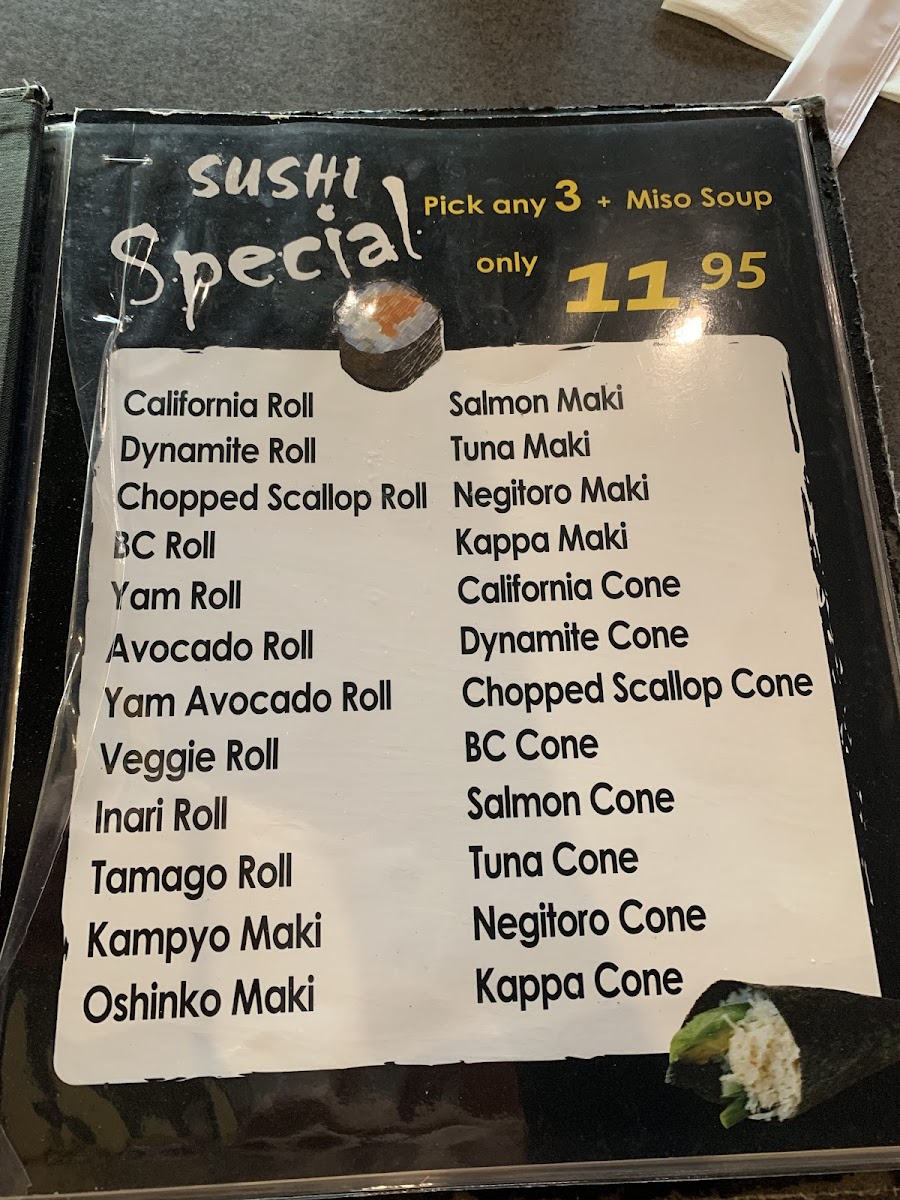 SUSHI
Special
Pick any 3 + Miso Soup
only 11.95
California Roll
Dynamite Roll
Chopped Scallop Roll
BC Roll
Yam Roll
Avocado Roll
Yam Avocado Roll
Veggie Roll
Inari Roll
Tamago Roll
Kampyo Maki
Oshinko Maki
Salmon Maki
Tuna Maki
Negitoro Maki
Kappa Maki
California Cone
Dynamite Cone
Chopped Scallop Cone
BC Cone
Salmon Cone
Tuna Cone
Negitoro Cone
Kappa Cone